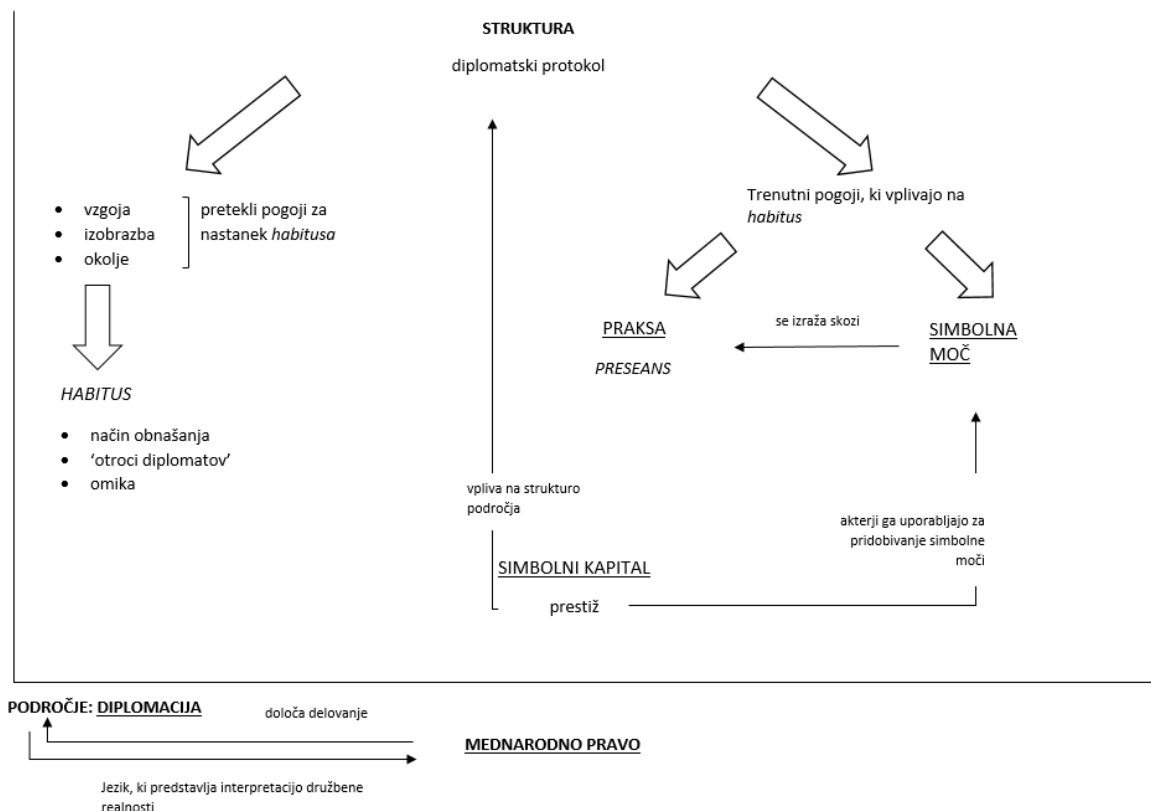 STRUKTURA
diplomatski protokol
• vzgoja
• izobrazba
• okolje
pretekli pogoji za
nastanek habitusa
Trenutni pogoji, ki vplivajo na
habitus
HABITUS
• način obnašanja
• ‘otroci diplomatov’
• omika
PRAKSA
PRESEANS
se izraža skozi
SIMBOLNA
MOČ
vpliva na strukturo
področja
akterji ga uporabljajo za
pridobivanje simbolne
moči
SIMBOLNI KAPITAL
prestiž
PODROČJE: DIPLOMACIJA
določa delovanje
MEDNARODNO PRAVO
Jezik, ki predstavlja interpretacijo družbene
realnosti